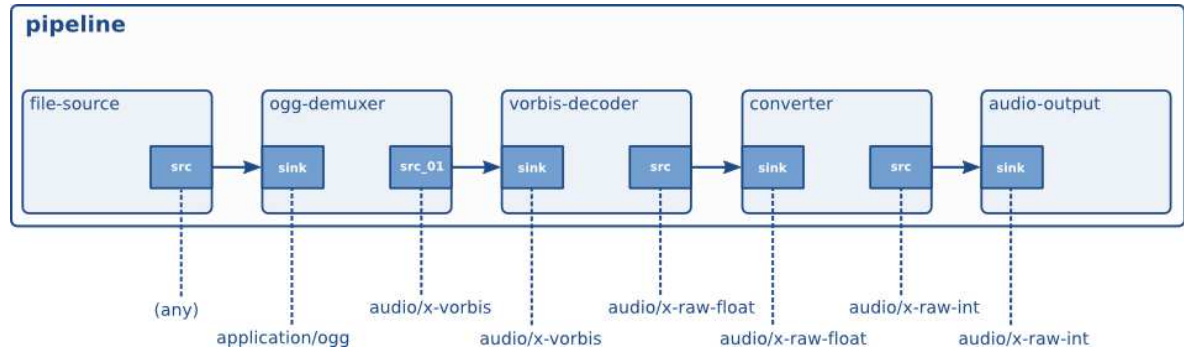 pipeline
file-source
ogg-demuxer
vorbis-decoder
converter
audio-output
src
sink
src_01
sink
src
sink
src
sink
(any)
audio/x-vorbis
audio/x-raw-float
audio/x-raw-int
application/ogg
audio/x-vorbis
audio/x-raw-float
audio/x-raw-int